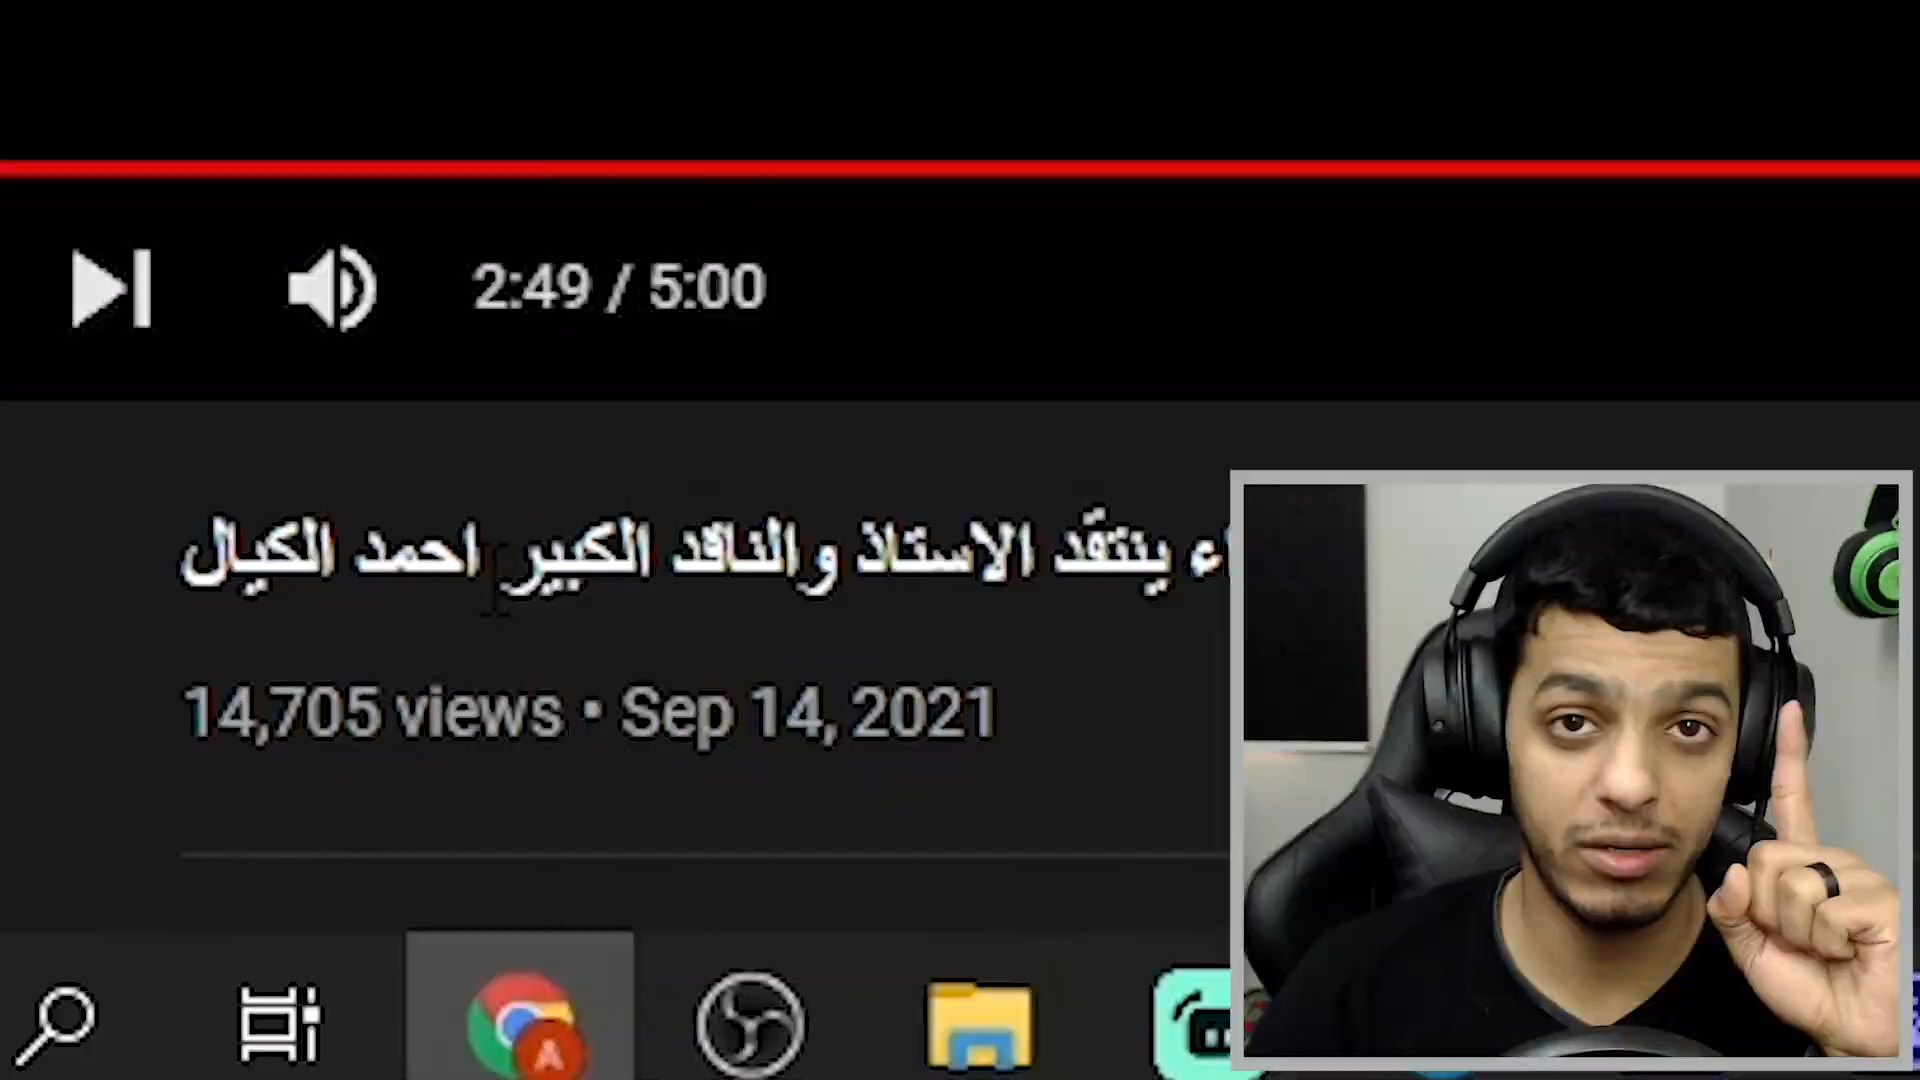 2:49 / 5:00
ينتقد الاستاذ والناقد الكبير احمد الكيال
14,705 views • Sep 14, 2021
A